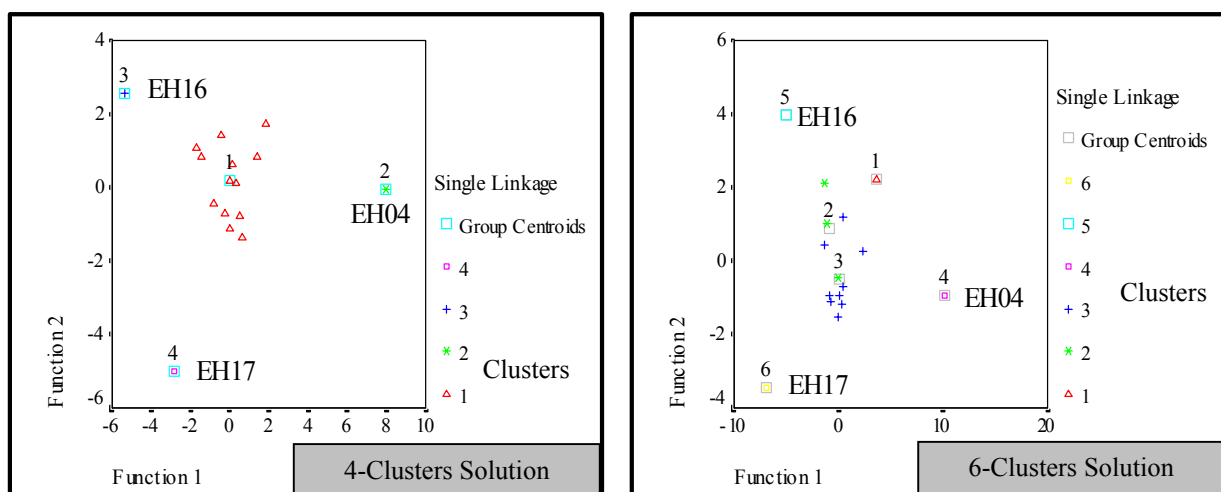 4
2
0
-2
-4
-6
Function 2
-6 -4 -2 0 2 4 6 8 10
Function 1
3
EH16
1
2
EH04
4
EH17
Single Linkage
Group Centroids
4
3
2
1
Clusters
4-Clusters Solution
6
4
2
0
-2
-4
Function 2
-10 0 10 20
Function 1
5
EH16
1
2
3
4
EH04
6
EH17
Single Linkage
Group Centroids
6
5
4
3
2
1
Clusters
6-Clusters Solution